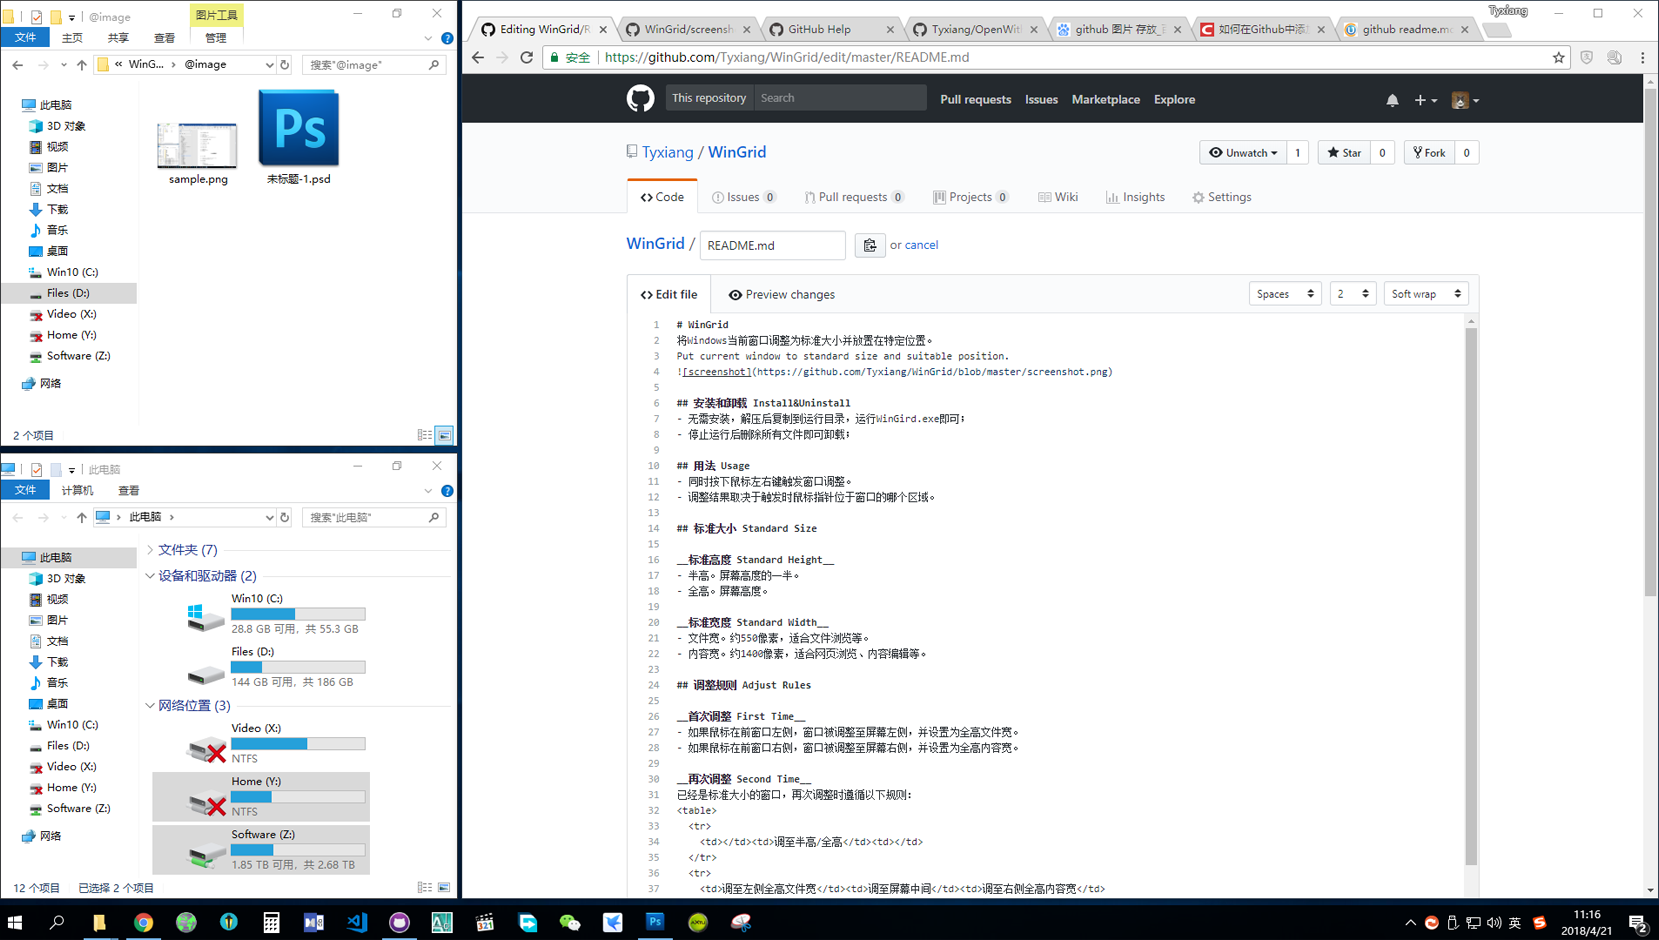 @image
图片工具
文件
主页
共享
查看
管理
WinG...
@image
搜索"@image"
此电脑
3D 对象
视频
图片
文档
下载
音乐
桌面
Win10 (C:)
Files (D:)
Video (X:)
Home (Y:)
Software (Z:)
网络
sample.png
未标题-1.psd
2 个项目
此电脑
文件
计算机
查看
此电脑
搜索"此电脑"
此电脑
3D 对象
视频
图片
文档
下载
音乐
桌面
Win10 (C:)
Files (D:)
Video (X:)
Home (Y:)
Software (Z:)
网络
文件夹 (7)
设备和驱动器 (2)
Win10 (C:)
28.8 GB 可用，共 55.3 GB
Files (D:)
144 GB 可用，共 186 GB
网络位置 (3)
Video (X:)
NTFS
Home (Y:)
NTFS
Software (Z:)
1.85 TB 可用，共 2.68 TB
12 个项目 已选择 2 个项目
Tyxiang
Editing WinGrid/R
WinGrid/screensh
GitHub Help
Tyxiang/OpenWit
github 图片 存放_
如何在Github中添
github readme.m
安全
https://github.com/Tyxiang/WinGrid/edit/master/README.md
This repository
Search
Pull requests
Issues
Marketplace
Explore
Tyxiang / WinGrid
Unwatch 1
Star 0
Fork 0
Code
Issues 0
Pull requests 0
Projects 0
Wiki
Insights
Settings
WinGrid / README.md or cancel
Edit file
Preview changes
Spaces
2
Soft wrap
1 # WinGrid
2 将Windows当前窗口调整为标准大小并放置在特定位置。
3 Put current window to standard size and suitable position.
4 ![screenshot](https://github.com/Tyxiang/WinGrid/blob/master/screenshot.png)
5
6 ## 安装和卸载 Install&Uninstall
7 - 无需安装，解压后复制到运行目录，运行WinGird.exe即可；
8 - 停止运行后删除所有文件即可卸载；
9
10 ## 用法 Usage
11 - 同时按下鼠标左右键触发窗口调整。
12 - 调整结果取决于触发时鼠标指针位于窗口的哪个区域。
13
14 ## 标准大小 Standard Size
15
16 __标准高度 Standard Height__
17 - 半高。屏幕高度的一半。
18 - 全高。屏幕高度。
19
20 __标准宽度 Standard Width__
21 - 文件宽。约550像素，适合文件浏览等。
22 - 内容宽。约1400像素，适合网页浏览、内容编辑等。
23
24 ## 调整规则 Adjust Rules
25
26 __首次调整 First Time__
27 - 如果鼠标在前窗口左侧，窗口被调整至屏幕左侧，并设置为全高文件宽。
28 - 如果鼠标在前窗口右侧，窗口被调整至屏幕右侧，并设置为全高内容宽。
29
30 __再次调整 Second Time__
31 已经是标准大小的窗口，再次调整时遵循以下规则：
32 <table>
33 <tr>
34 <td></td><td>调至半高/全高</td><td></td>
35 </tr>
36 <tr>
37 <td>调至左侧全高文件宽</td><td>调至屏幕中间</td><td>调至右侧全高内容宽</td>
321
Ps
英
11:16
2018/4/21
2